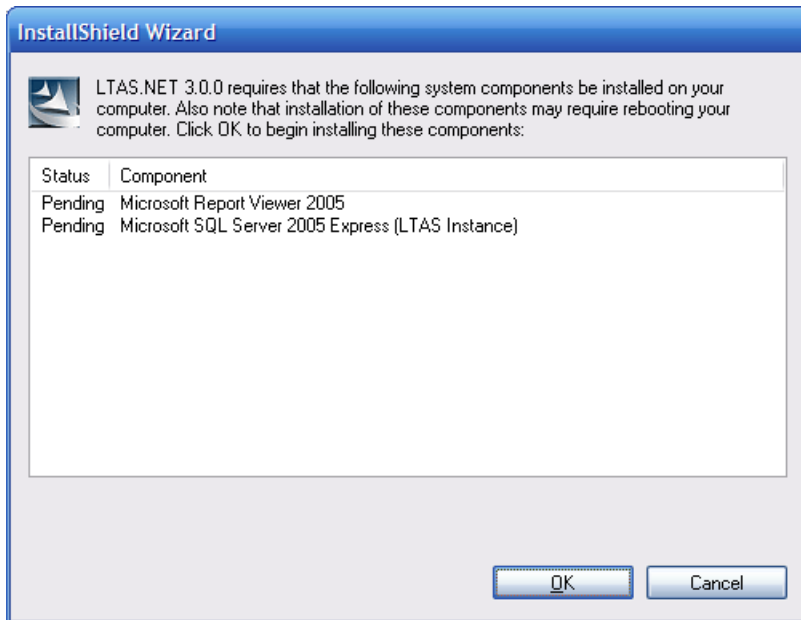 InstallShield Wizard
LTAS.NET 3.0.0 requires that the following system components be installed on your
computer. Also note that installation of these components may require rebooting your
computer. Click OK to begin installing these components:
Status Component
Pending Microsoft Report Viewer 2005
Pending Microsoft SQL Server 2005 Express (LTAS Instance)
OK Cancel